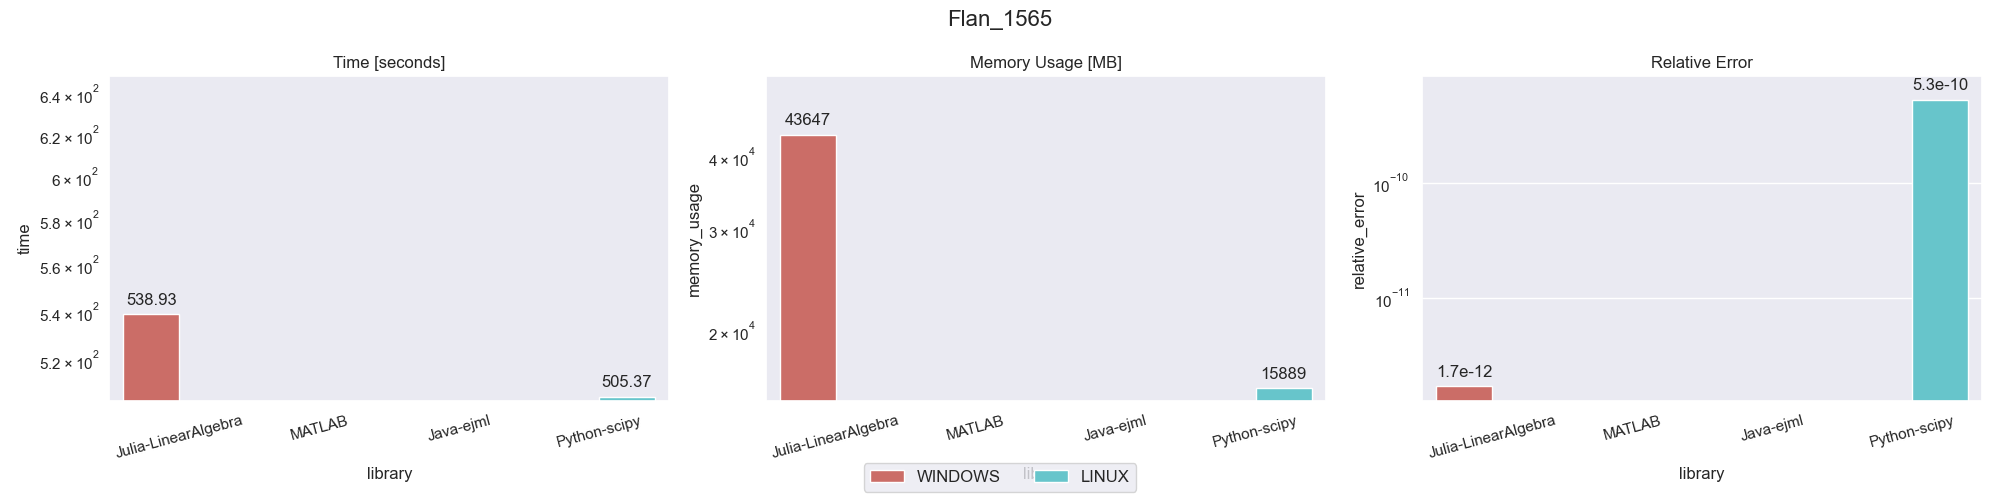 Flan_1565
Time [seconds]
time
6.4 × 10²
6.2 × 10²
6 × 10²
5.8 × 10²
5.6 × 10²
5.4 × 10²
5.2 × 10²
538.93
505.37
Julia-LinearAlgebra
MATLAB
Java-ejml
Python-scipy
library
Memory Usage [MB]
memory_usage
4 × 10⁴
3 × 10⁴
2 × 10⁴
43647
15889
Julia-LinearAlgebra
MATLAB
Java-ejml
Python-scipy
Relative Error
relative_error
10⁻¹⁰
10⁻¹¹
1.7e-12
5.3e-10
Julia-LinearAlgebra
MATLAB
Java-ejml
Python-scipy
library
WINDOWS
LINUX